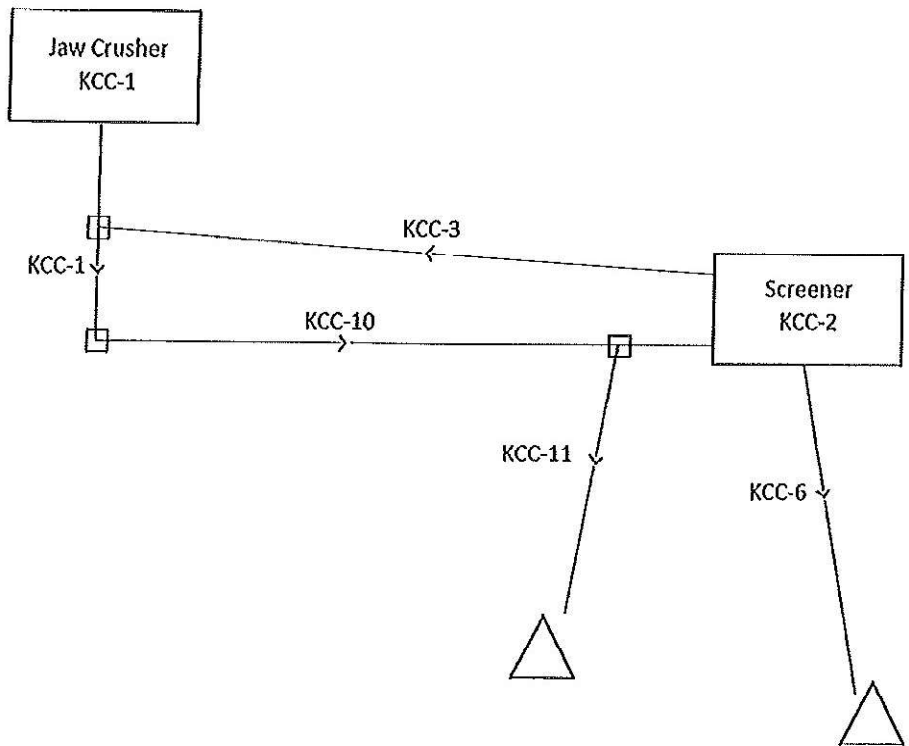 Jaw Crusher
KCC-1
KCC-3
KCC-1
Screener
KCC-2
KCC-10
KCC-11
KCC-6